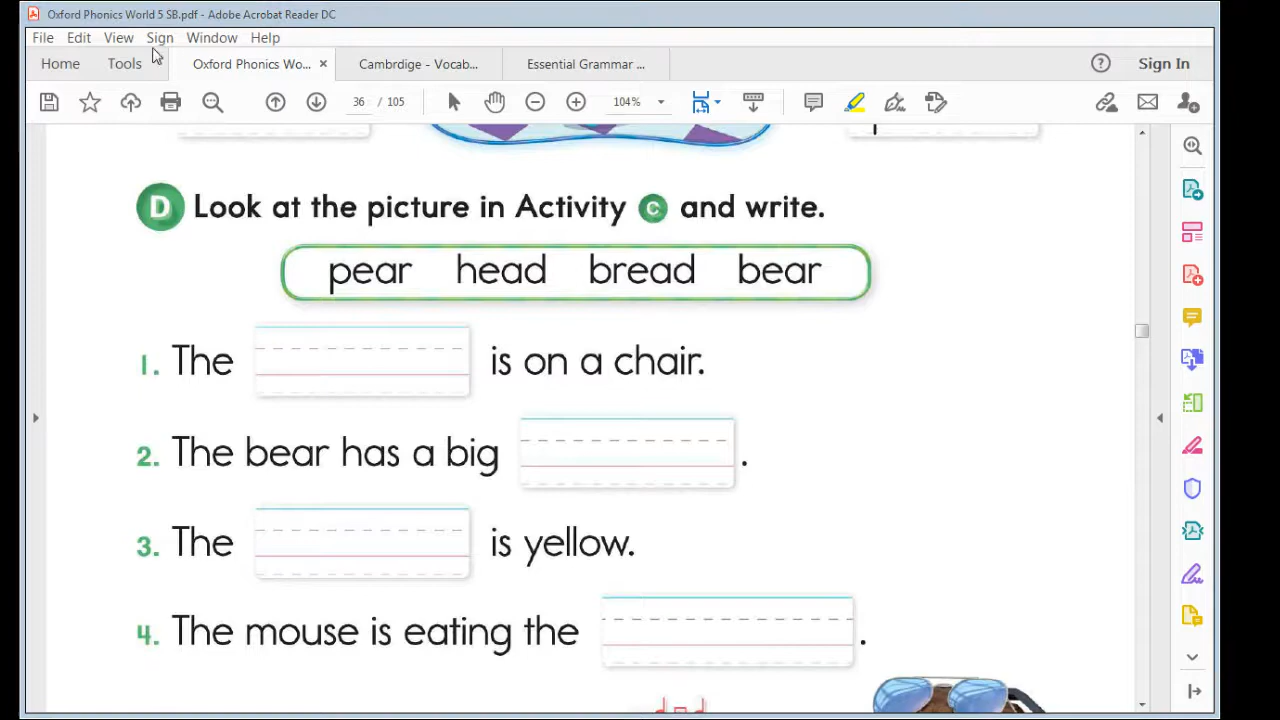 Oxford Phonics World 5 SB.pdf - Adobe Acrobat Reader DC
File Edit View Sign Window Help
Home Tools Oxford Phonics Wo... × Cambrdige - Vocab... Essential Grammar ... Sign In
36 / 105 104%
D Look at the picture in Activity C and write.
pear head bread bear
1. The is on a chair.
2. The bear has a big .
3. The is yellow.
4. The mouse is eating the .